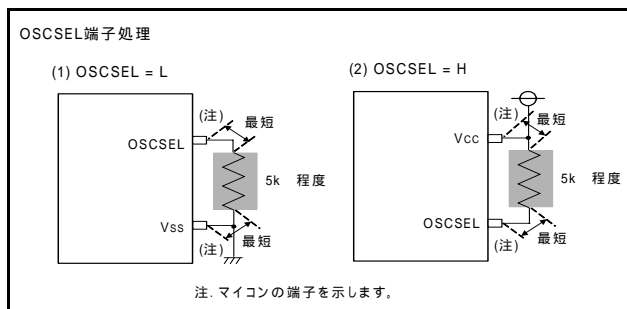 OSCSEL端子処理
(1) OSCSEL = L
(注)
最短
OSCSEL
5k 程度
VSS
(注)
最短
(2) OSCSEL = H
(注)
最短
VCC
5k 程度
OSCSEL
(注)
最短
注. マイコンの端子を示します。